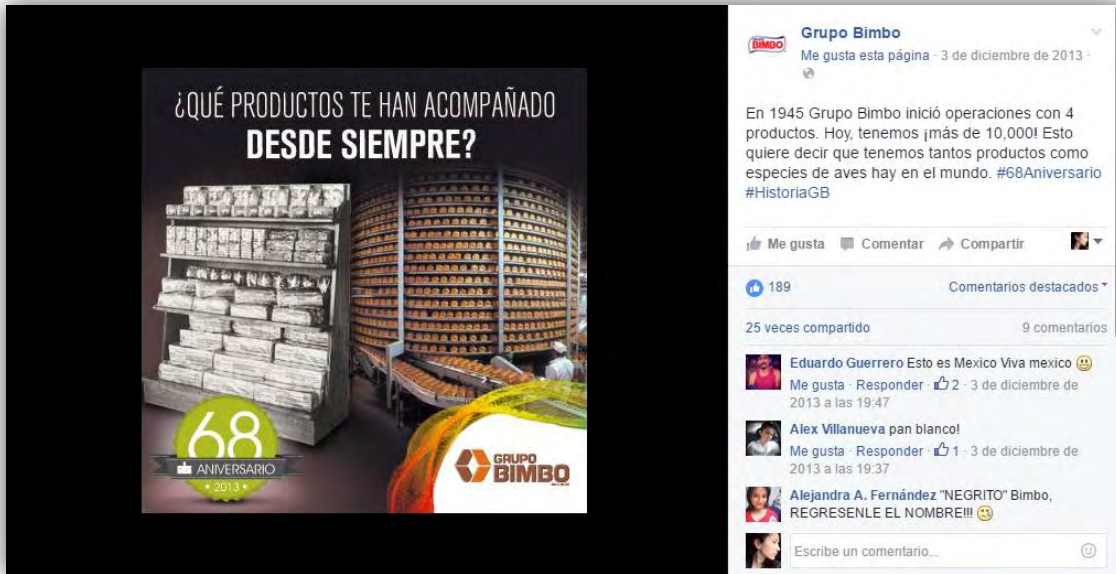 ¿QUÉ PRODUCTOS TE HAN ACOMPAÑADO
DESDE SIEMPRE?
68
ANIVERSARIO
• 2013 •
GRUPO
BIMBO
BIMBO
Grupo Bimbo
Me gusta esta página · 3 de diciembre de 2013 ·
En 1945 Grupo Bimbo inició operaciones con 4
productos. Hoy, tenemos ¡más de 10,000! Esto
quiere decir que tenemos tantos productos como
especies de aves hay en el mundo. #68Aniversario
#HistoriaGB
Me gusta Comentar Compartir
189 Comentarios destacados
25 veces compartido 9 comentarios
Eduardo Guerrero Esto es Mexico Viva mexico
Me gusta · Responder · 2 · 3 de diciembre de
2013 a las 19:47
Alex Villanueva pan blanco!
Me gusta · Responder · 1 · 3 de diciembre de
2013 a las 19:37
Alejandra A. Fernández "NEGRITO" Bimbo,
REGRESENLE EL NOMBRE!!!
Escribe un comentario...